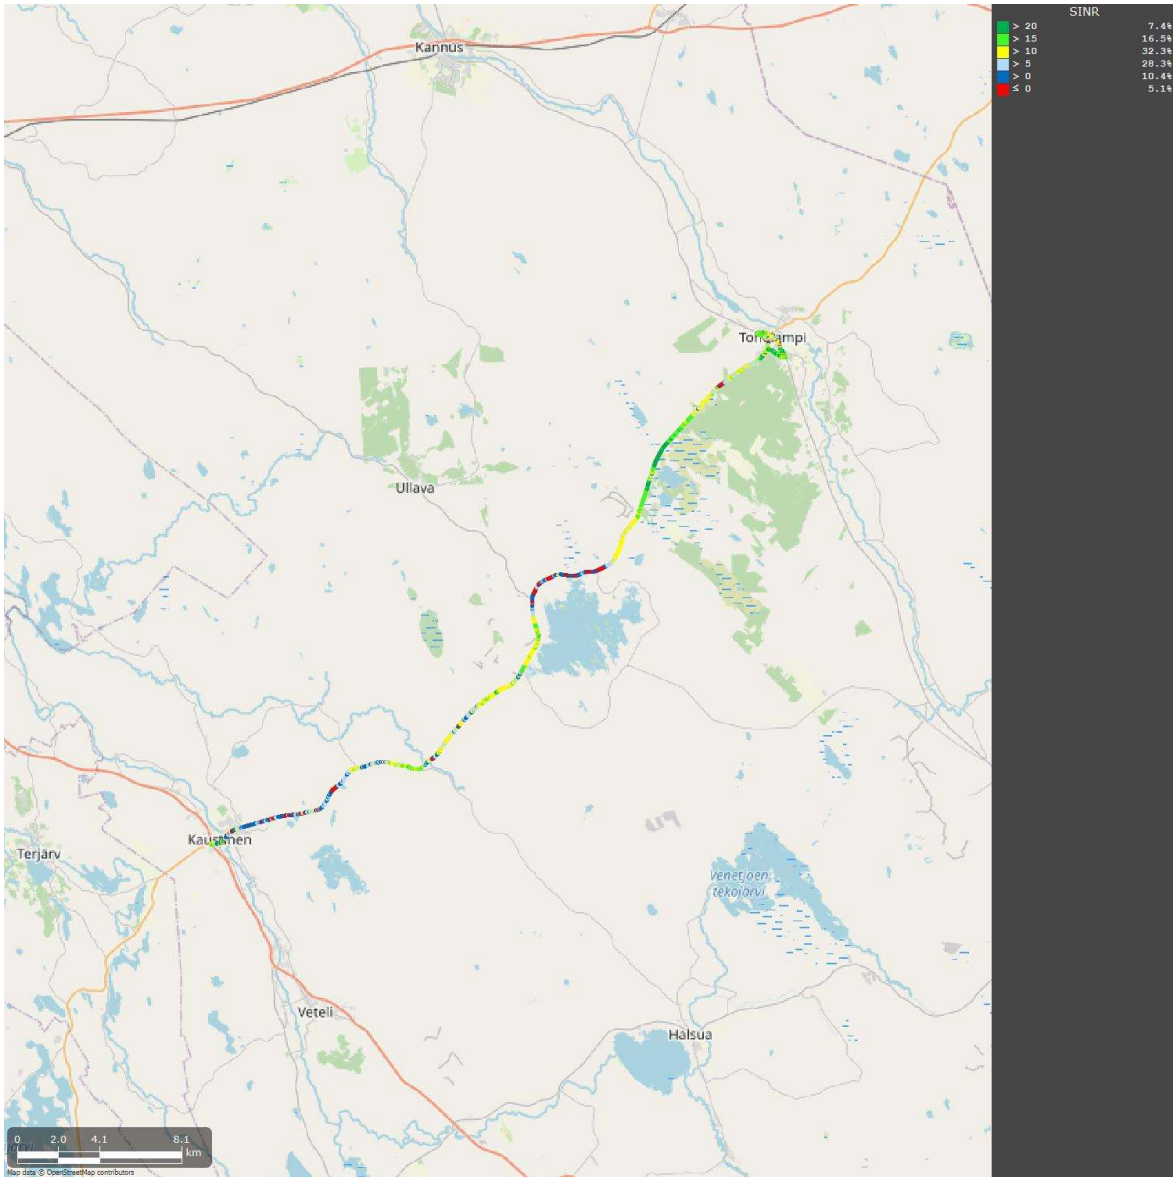 SINR
> 20 7.4%
> 15 16.5%
> 10 32.3%
> 5 28.3%
> 0 10.4%
≤ 0 5.1%
Kannus
Ullava
Kaustinen
Terjärv
Venetjoen
tekojärvi
Veteli
Halsua
0 2.0 4.1 8.1
km
Map data © OpenStreetMap contributors